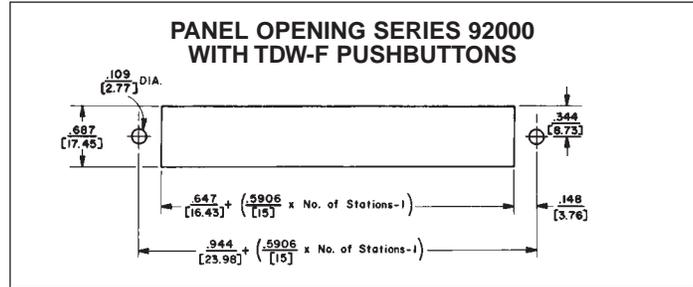 PANEL OPENING SERIES 92000
WITH TDW-F PUSHBUTTONS
.109
[2.77] DIA.
.687
[17.45]
.344
[8.73]
.647
[16.43] + (.5906
[15] x No. of Stations-1)
.148
[3.76]
.944
[23.98] + (.5906
[15] x No. of Stations-1)